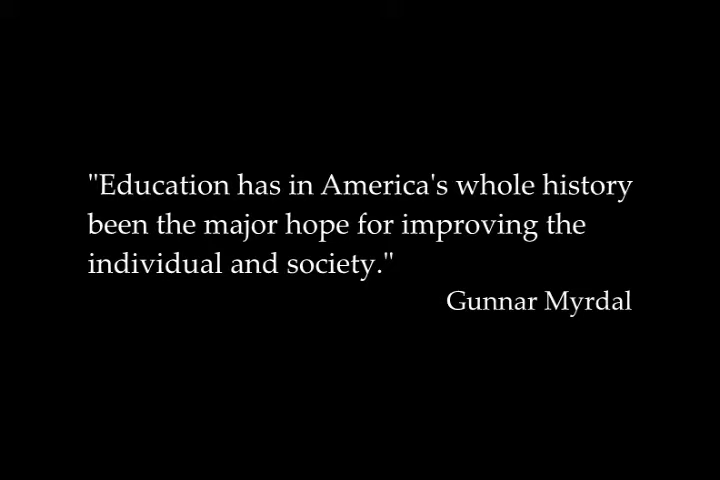 "Education has in America's whole history
been the major hope for improving the
individual and society."
Gunnar Myrdal